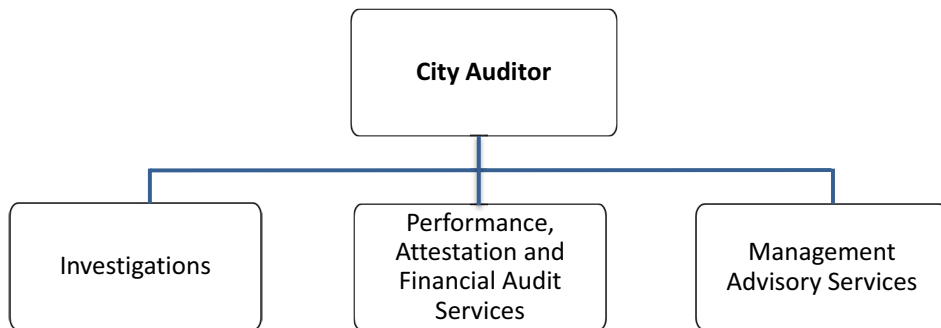 City Auditor
Investigations
Performance,
Attestation and
Financial Audit
Services
Management
Advisory Services